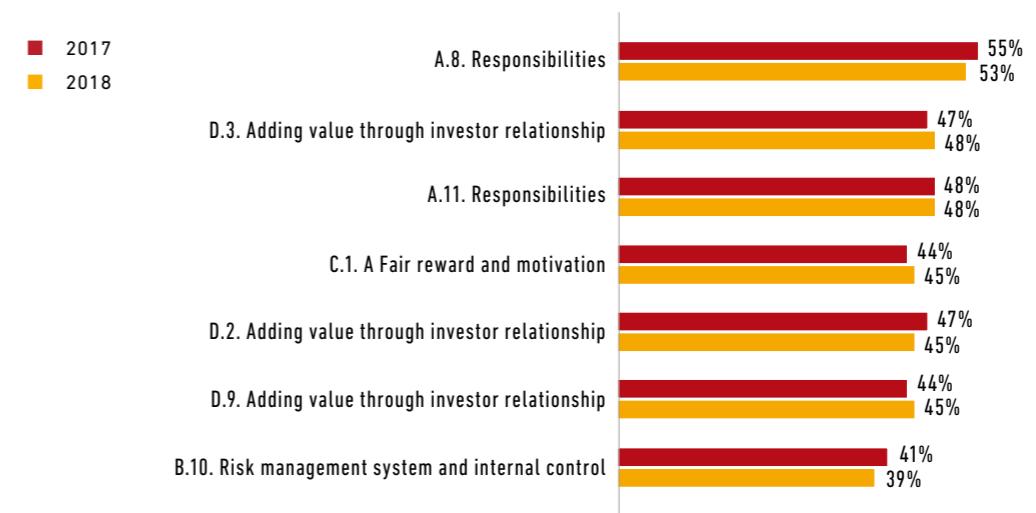 2017
2018
A.8. Responsibilities
55%
53%
D.3. Adding value through investor relationship
47%
48%
A.11. Responsibilities
48%
48%
C.1. A Fair reward and motivation
44%
45%
D.2. Adding value through investor relationship
47%
45%
D.9. Adding value through investor relationship
44%
45%
B.10. Risk management system and internal control
41%
39%